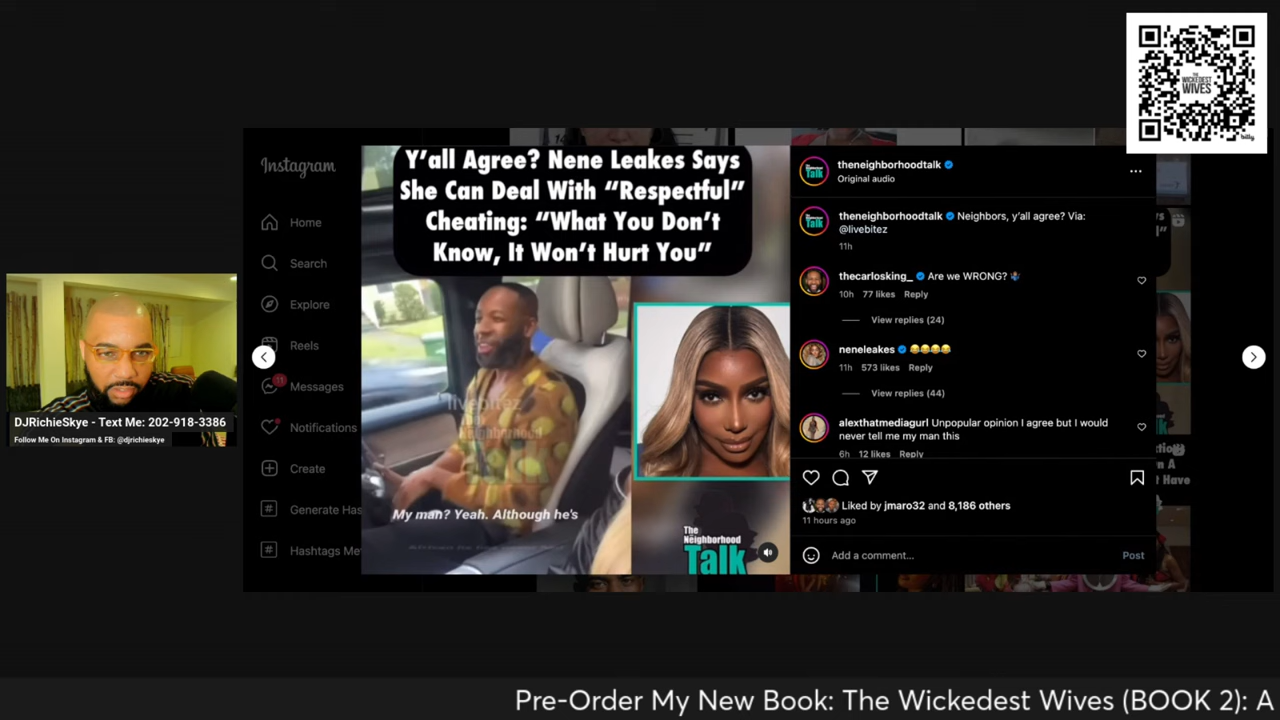 THE
WICKEDEST
WIVES
bitly
Instagram
Home
Search
Explore
Reels
11
Messages
Notifications
Create
Generate Has
Hashtags Me
Y'all Agree? Nene Leakes Says
She Can Deal With “Respectful”
Cheating: “What You Don't
Know, It Won't Hurt You”
livebitez
Neighborhood
My man? Yeah. Although he's
The
Neighborhood
Talk
theneighborhoodtalk
Original audio
theneighborhoodtalk Neighbors, y'all agree? Via:
@livebitez
11h
thecarlosking_ Are we WRONG?
10h 77 likes Reply
View replies (24)
neneleakes 😂😂😂😂
11h 573 likes Reply
View replies (44)
alexthatmediagurl Unpopular opinion I agree but I would
never tell me my man this
6h 12 likes Reply
Liked by jmaro32 and 8,186 others
11 hours ago
Add a comment...
Post
DJRichieSkye - Text Me: 202-918-3386
Follow Me On Instagram & FB: @djrichieskye
Pre-Order My New Book: The Wickedest Wives (BOOK 2): A